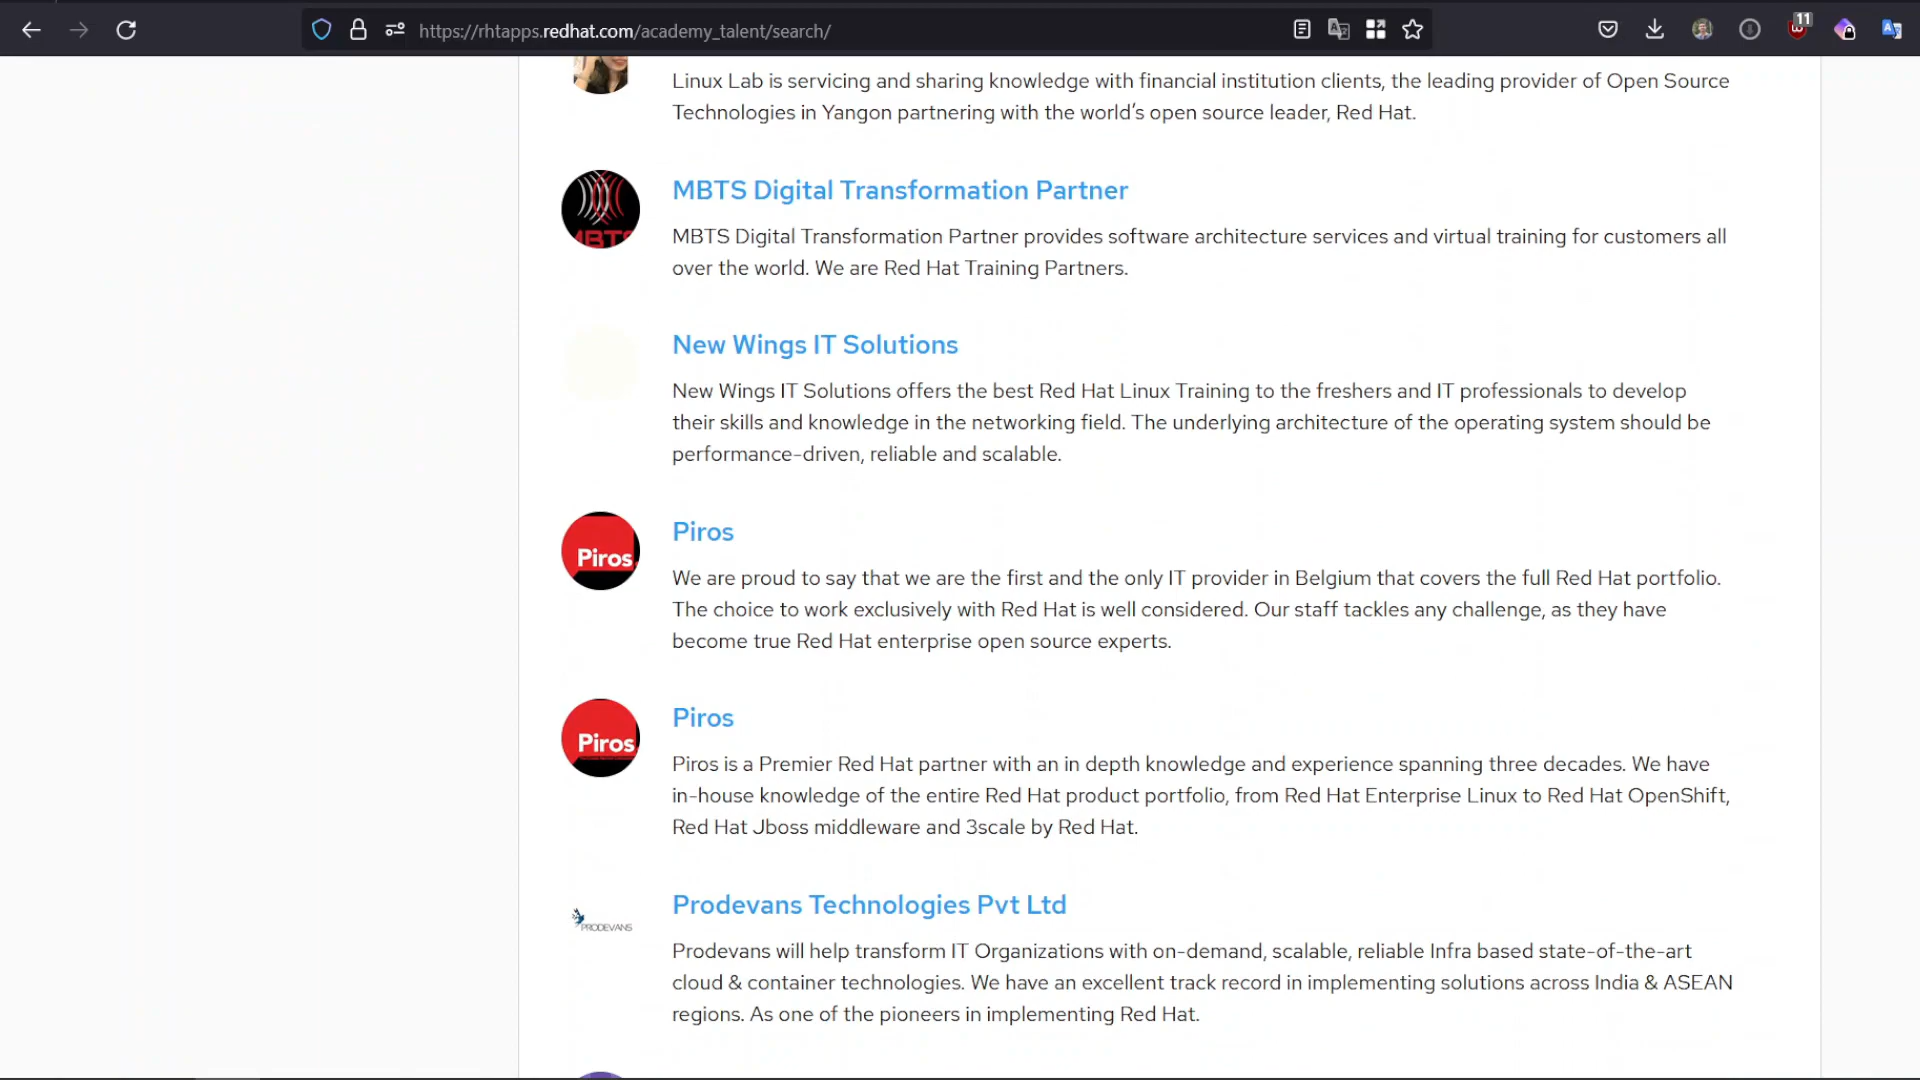 https://rhtapps.redhat.com/academy_talent/search/
11
Linux Lab is servicing and sharing knowledge with financial institution clients, the leading provider of Open Source
Technologies in Yangon partnering with the world’s open source leader, Red Hat.
MBTS
MBTS Digital Transformation Partner
MBTS Digital Transformation Partner provides software architecture services and virtual training for customers all
over the world. We are Red Hat Training Partners.
New Wings IT Solutions
New Wings IT Solutions offers the best Red Hat Linux Training to the freshers and IT professionals to develop
their skills and knowledge in the networking field. The underlying architecture of the operating system should be
performance-driven, reliable and scalable.
Piros
Piros
We are proud to say that we are the first and the only IT provider in Belgium that covers the full Red Hat portfolio.
The choice to work exclusively with Red Hat is well considered. Our staff tackles any challenge, as they have
become true Red Hat enterprise open source experts.
Piros
Piros
Piros is a Premier Red Hat partner with an in depth knowledge and experience spanning three decades. We have
in-house knowledge of the entire Red Hat product portfolio, from Red Hat Enterprise Linux to Red Hat OpenShift,
Red Hat Jboss middleware and 3scale by Red Hat.
PRODEVANS
Prodevans Technologies Pvt Ltd
Prodevans will help transform IT Organizations with on-demand, scalable, reliable Infra based state-of-the-art
cloud & container technologies. We have an excellent track record in implementing solutions across India & ASEAN
regions. As one of the pioneers in implementing Red Hat.